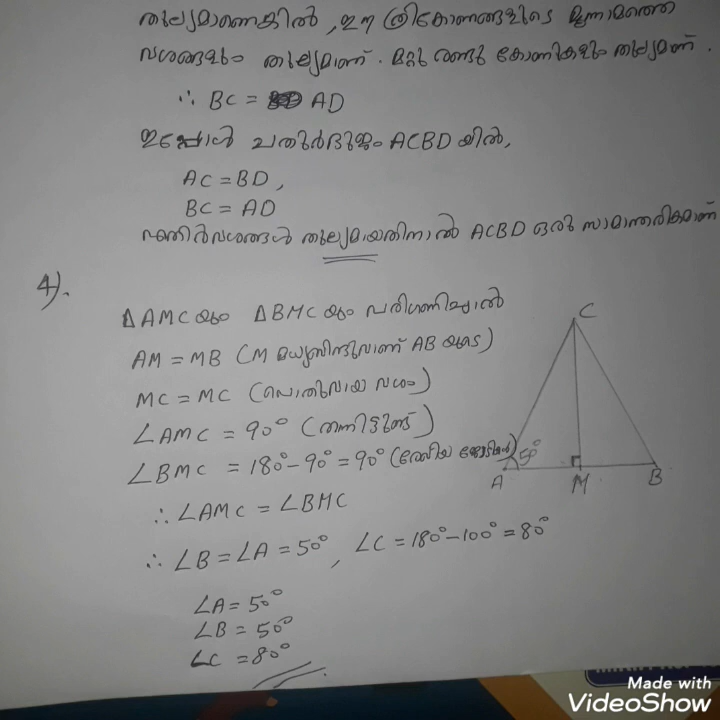 തുല്യമാണെങ്കിൽ, ഈ ത്രികോണങ്ങളുടെ മൂന്നാമത്തെ
വശങ്ങളും തുല്യമാണ്. മറ്റു രണ്ടു കോണുകളും തുല്യമാണ്.
∴ BC = AD
ഇപ്പോൾ ചതുർഭുജം ACBD യിൽ,
AC = BD,
BC = AD
എതിർവശങ്ങൾ തുല്യമായതിനാൽ ACBD ഒരു സാമാന്തരികമാണ്
4).
ΔAMC യും ΔBMC യും പരിഗണിച്ചാൽ
AM = MB (M മധ്യബിന്ദുവാണ് AB യുടെ)
MC = MC (പൊതുവായ വശം)
∠AMC = 90° (തന്നിട്ടുണ്ട്)
∠BMC = 180° - 90° = 90° (രേഖീയ ജോടികൾ)
∴ ∠AMC = ∠BMC
∴ ∠B = ∠A = 50°, ∠C = 180° - 100° = 80°
∠A = 50°
∠B = 50°
∠C = 80°
C
50°
A
M
B
Made with
VideoShow